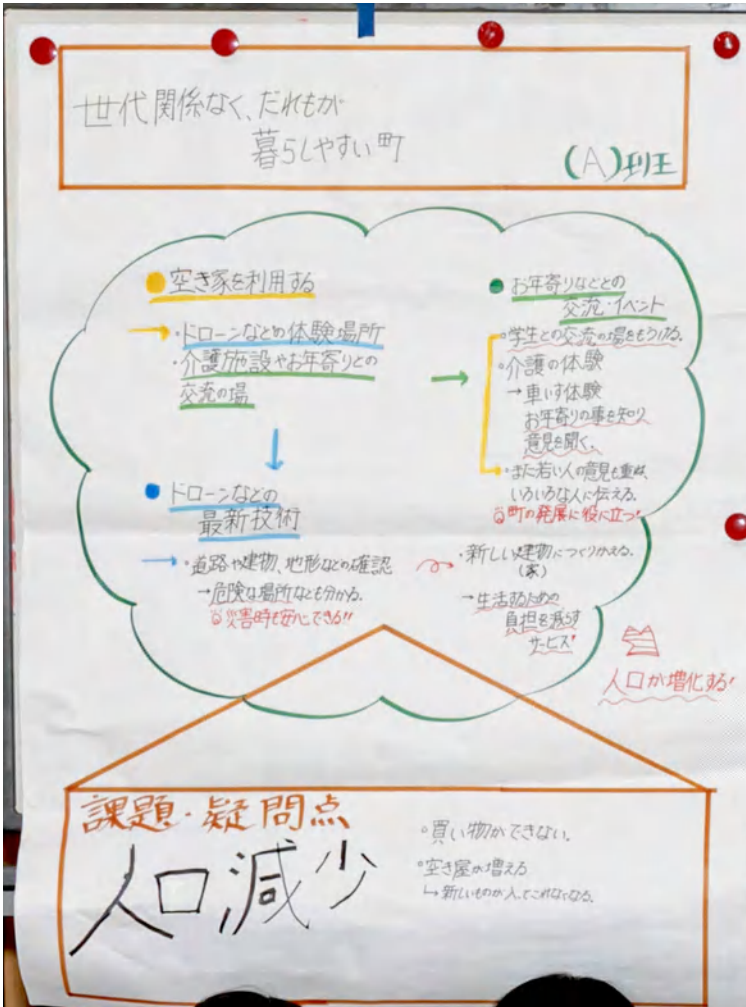 世代関係なく、だれもが
暮らしやすい町
(A)班
●空き家を利用する
→・ドローンなどの体験場所
・介護施設やお年寄りとの
交流の場
→
●お年寄りなどとの
交流・イベント
・学生との交流の場をもうける。
・介護の体験
→車いす体験
お年寄りの事を知り
意見を聞く。
・また若い人の意見も重ね、
いろいろな人に伝える。
町の発展に役に立つ!
●ドローンなどの
最新技術
→・道路や建物、地形などの確認
→危険な場所なども分かる。
災害時も安心できる!!
・新しい建物につくりかえる。
(家)
→生活するための
負担を減らす
サービス!
人口が増化する!
課題・疑問点
人口減少
・買い物ができない。
・空き屋が増える
↳新しいものが入ってこれなくなる。